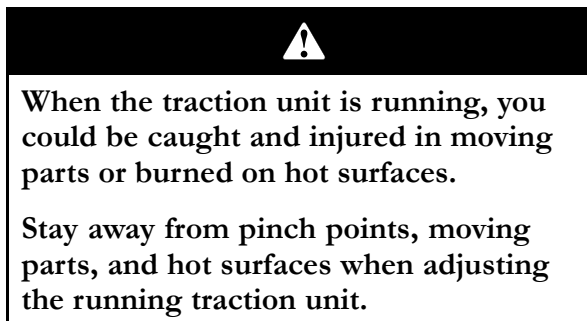 When the traction unit is running, you
could be caught and injured in moving
parts or burned on hot surfaces.
Stay away from pinch points, moving
parts, and hot surfaces when adjusting
the running traction unit.